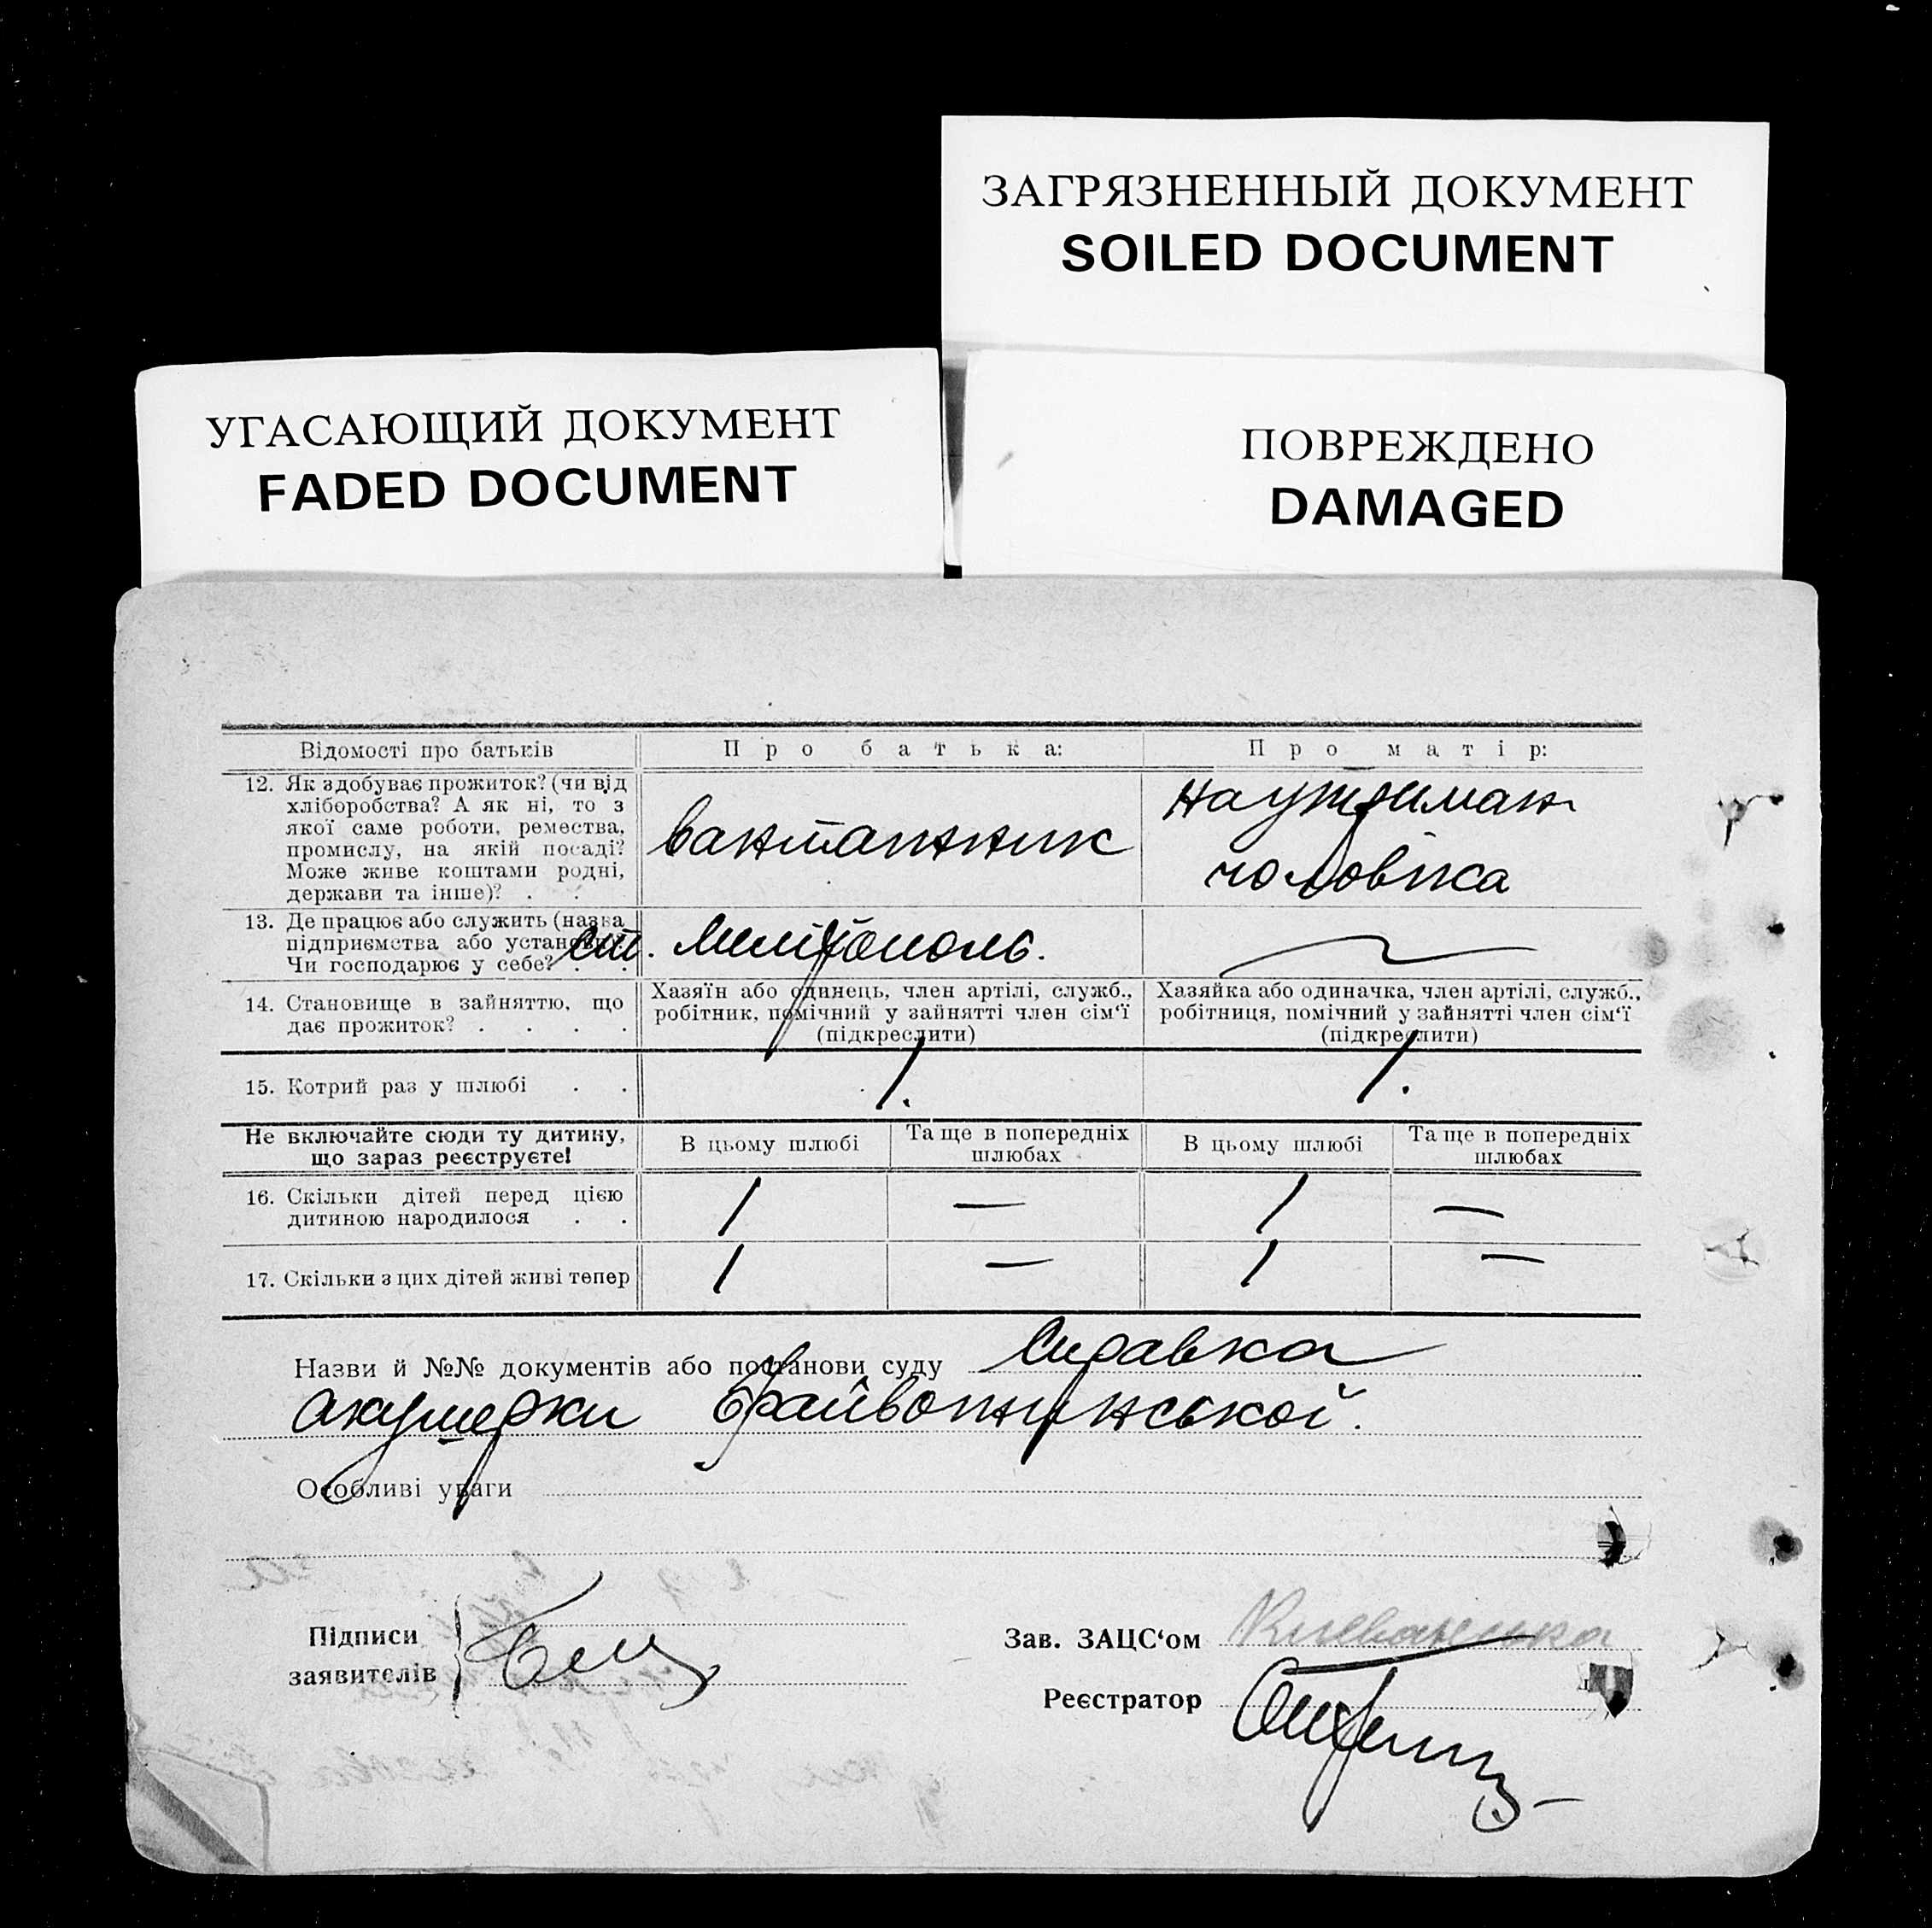 ЗАГРЯЗНЕННЫЙ ДОКУМЕНТ
SOILED DOCUMENT
УГАСАЮЩИЙ ДОКУМЕНТ
FADED DOCUMENT
ПОВРЕЖДЕНО
DAMAGED
Відомості про батьків
Про батька:
Про матір:
12. Як здобуває прожиток? (чи від
хліборобства? А як ні, то з
якої саме роботи, ремества,
промислу, на якій посаді?
Може живе коштами родні,
держави та інше)? . .
вантажник
на утриман
чоловіка
13. Де працює або служить (назва
підприємства або установи)?
Чи господарює у себе? . .
ст. Мелітополь.
14. Становище в зайняттю, що
дає прожиток? . . . .
Хазяїн або одинець, член артілі, служб.,
робітник, помічний у зайнятті член сім‘ї
(підкреслити)
Хазяйка або одиначка, член артілі, служб.,
робітниця, помічний у зайнятті член сім‘ї
(підкреслити)
15. Котрий раз у шлюбі . .
1.
1.
Не включайте сюди ту дитину,
що зараз реєструєте!
В цьому шлюбі
Та ще в попередніх
шлюбах
В цьому шлюбі
Та ще в попередніх
шлюбах
16. Скільки дітей перед цією
дитиною народилося . .
1 — 1 —
17. Скільки з цих дітей живі тепер
1 — 1 —
Назви й №№ документів або постанови суду Справка
акушерки
Особливі уваги
Підписи
заявителів
Зав. ЗАЦС‘ом
Реєстратор